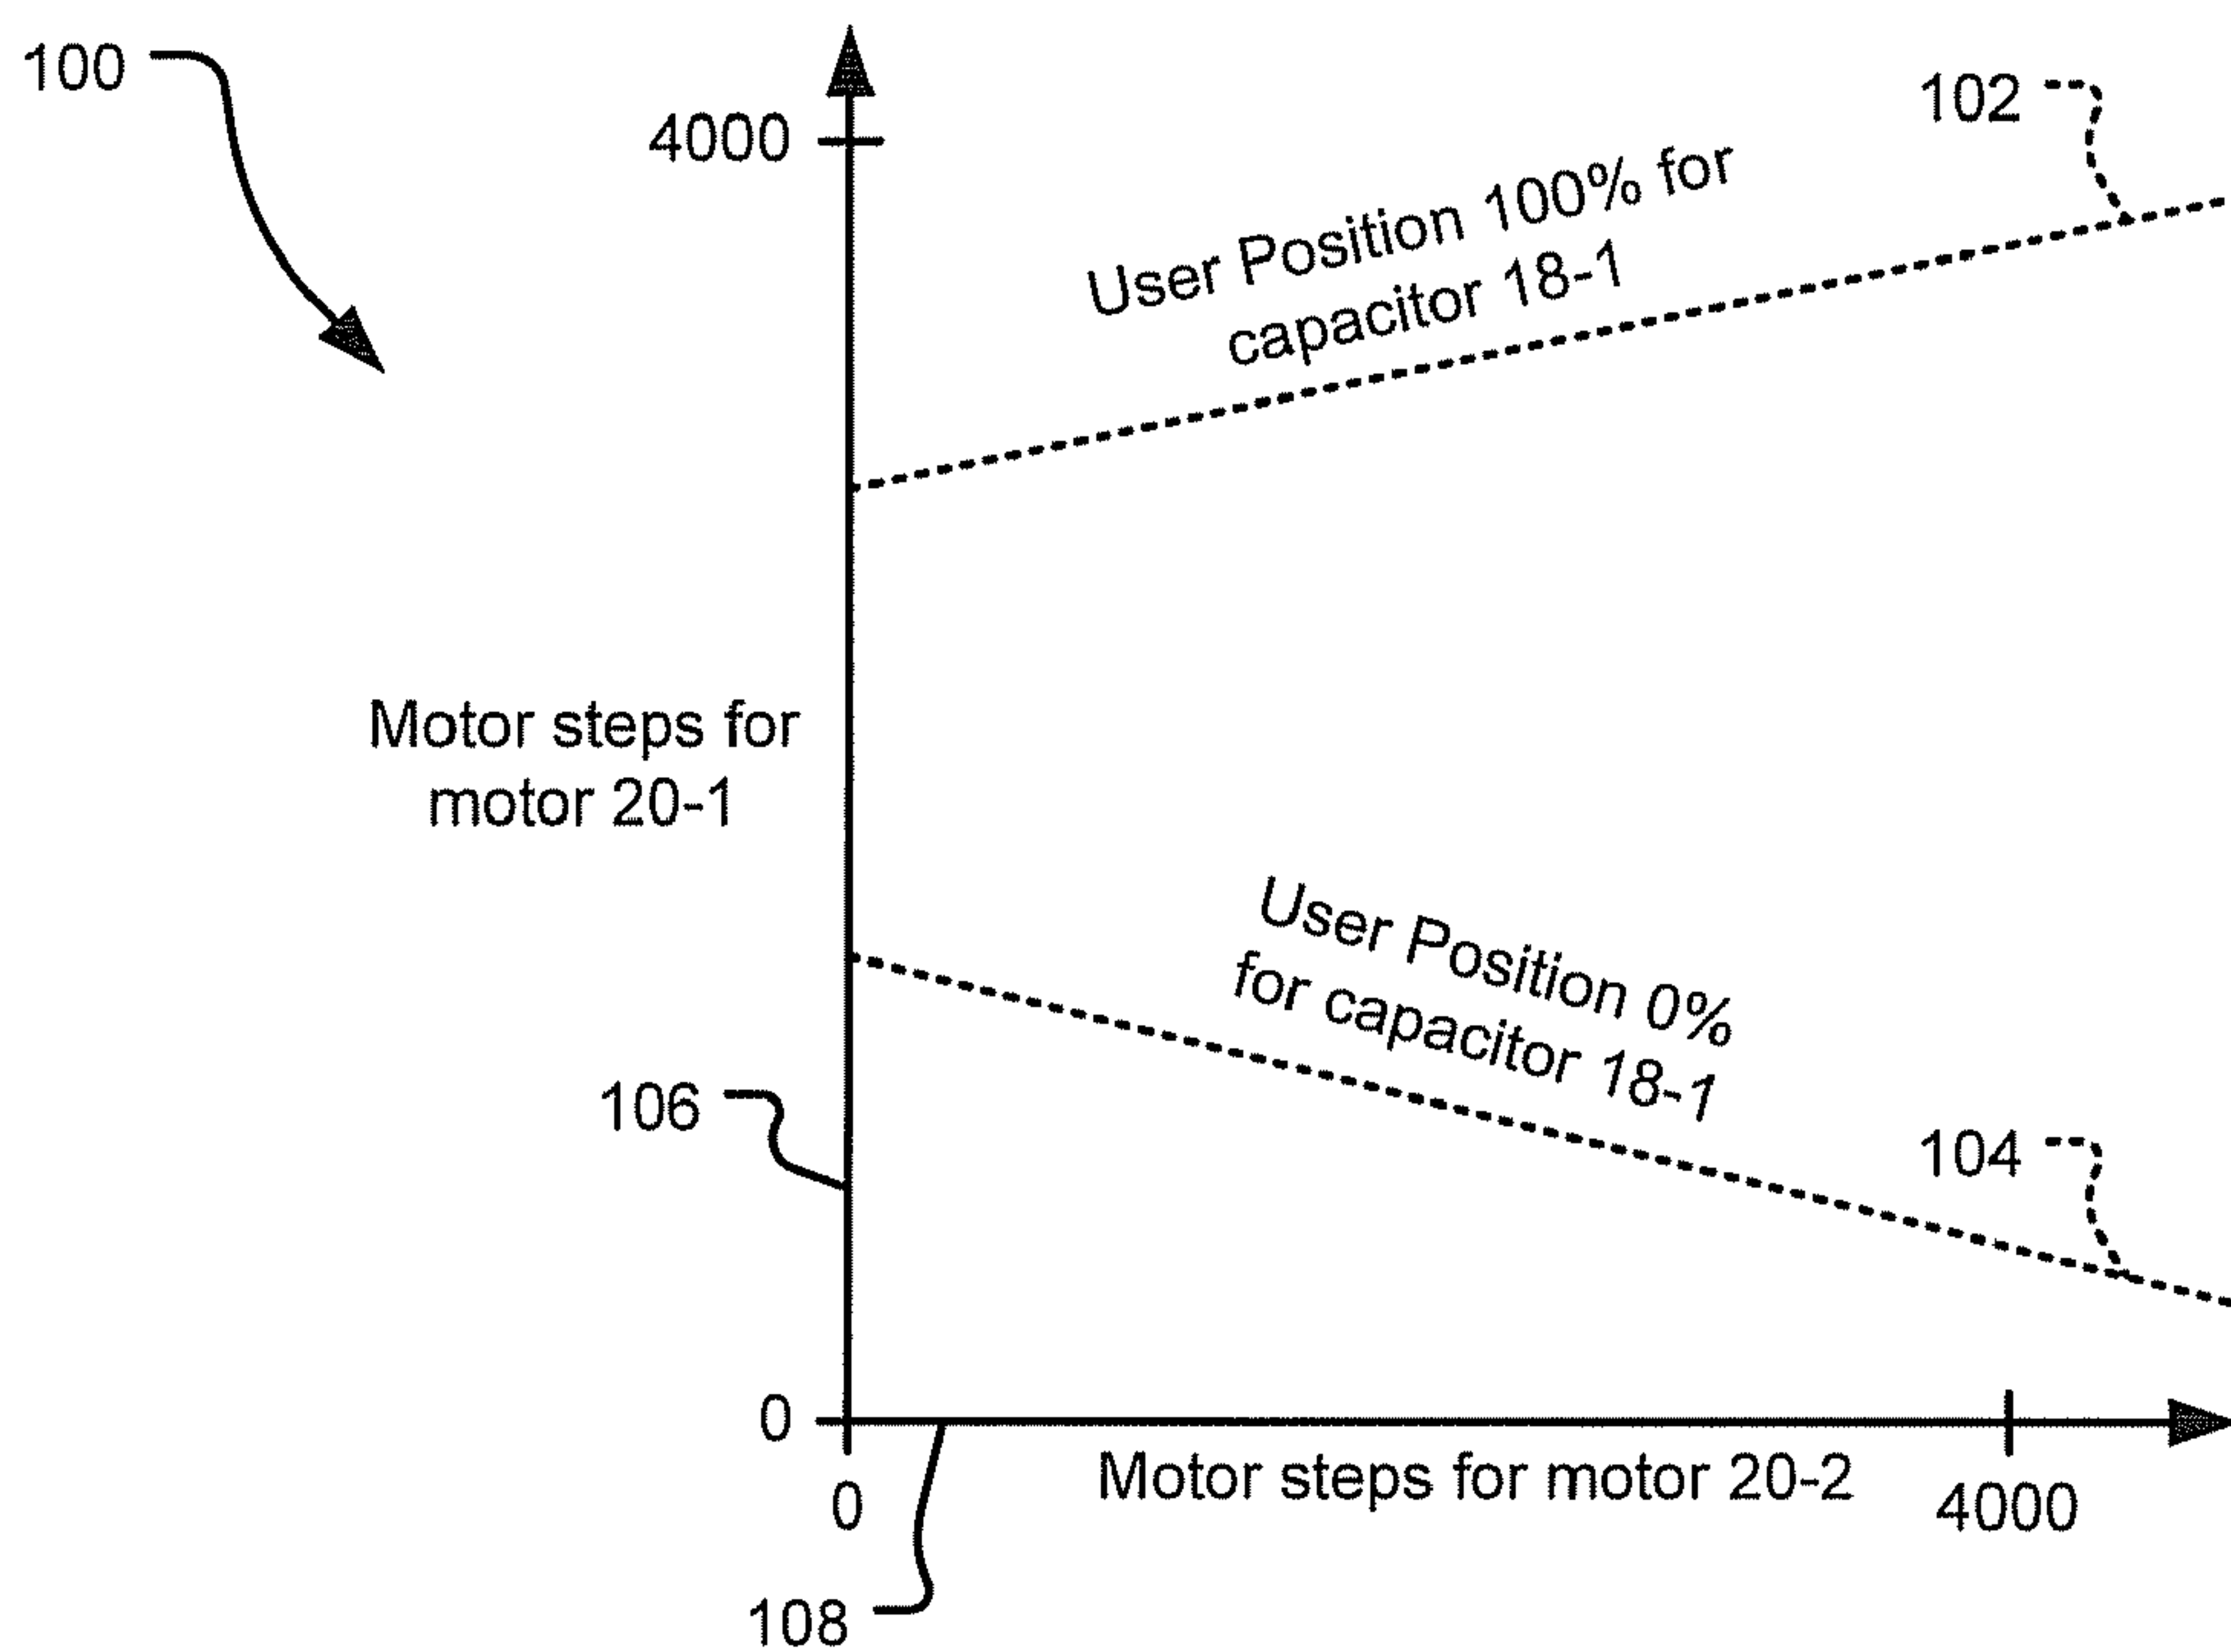 100
4000
102
User Position 100% for
capacitor 18-1
Motor steps for
motor 20-1
User Position 0%
for capacitor 18-1
106
104
0
0
Motor steps for motor 20-2
4000
108